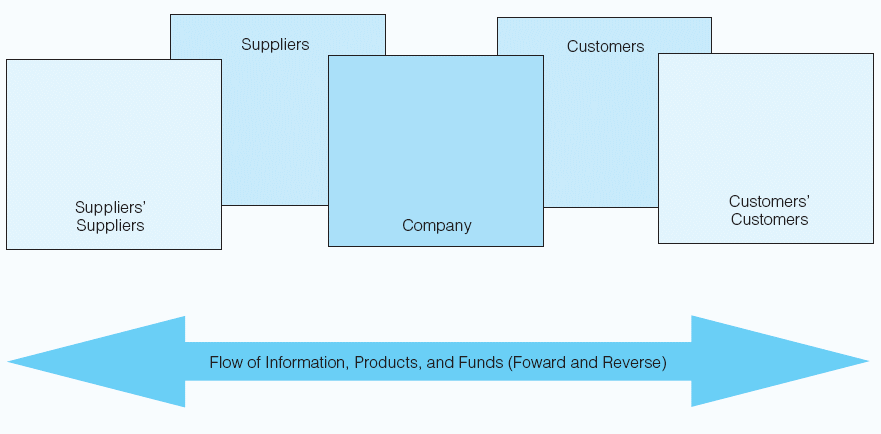 Suppliers
Customers
Suppliers’
Suppliers
Company
Customers’
Customers
Flow of Information, Products, and Funds (Foward and Reverse)